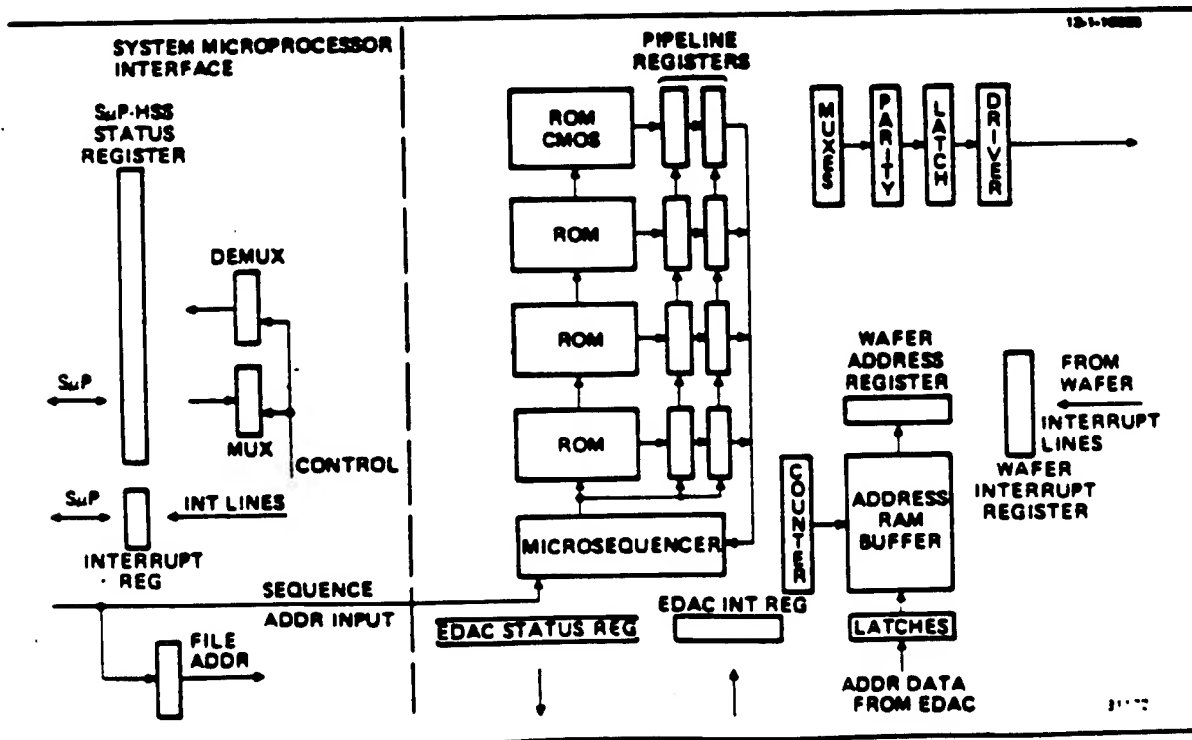 SYSTEM MICROPROCESSOR
INTERFACE
SµP-HSS
STATUS
REGISTER
DEMUX
SµP
MUX
CONTROL
SµP
INT LINES
INTERRUPT
REG
SEQUENCE
ADDR INPUT
FILE
ADDR
PIPELINE
REGISTERS
ROM
CMOS
ROM
ROM
ROM
MICROSEQUENCER
EDAC STATUS REG
EDAC INT REG
MUXES
PARITY
LATCH
DRIVER
WAFER
ADDRESS
REGISTER
FROM
WAFER
INTERRUPT
LINES
WAFER
INTERRUPT
REGISTER
COUNTER
ADDRESS
RAM
BUFFER
LATCHES
ADDR DATA
FROM EDAC